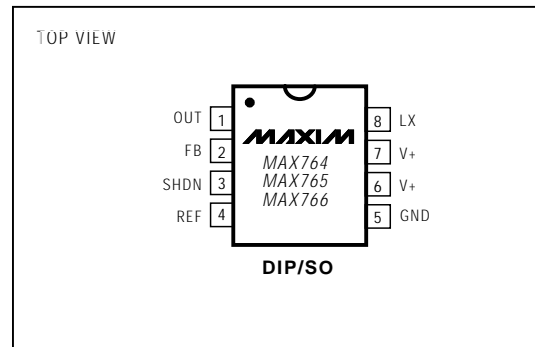 TOP VIEW
OUT 1
FB 2
SHDN 3
REF 4
MAXIM
MAX764
MAX765
MAX766
8 LX
7 V+
6 V+
5 GND
DIP/SO